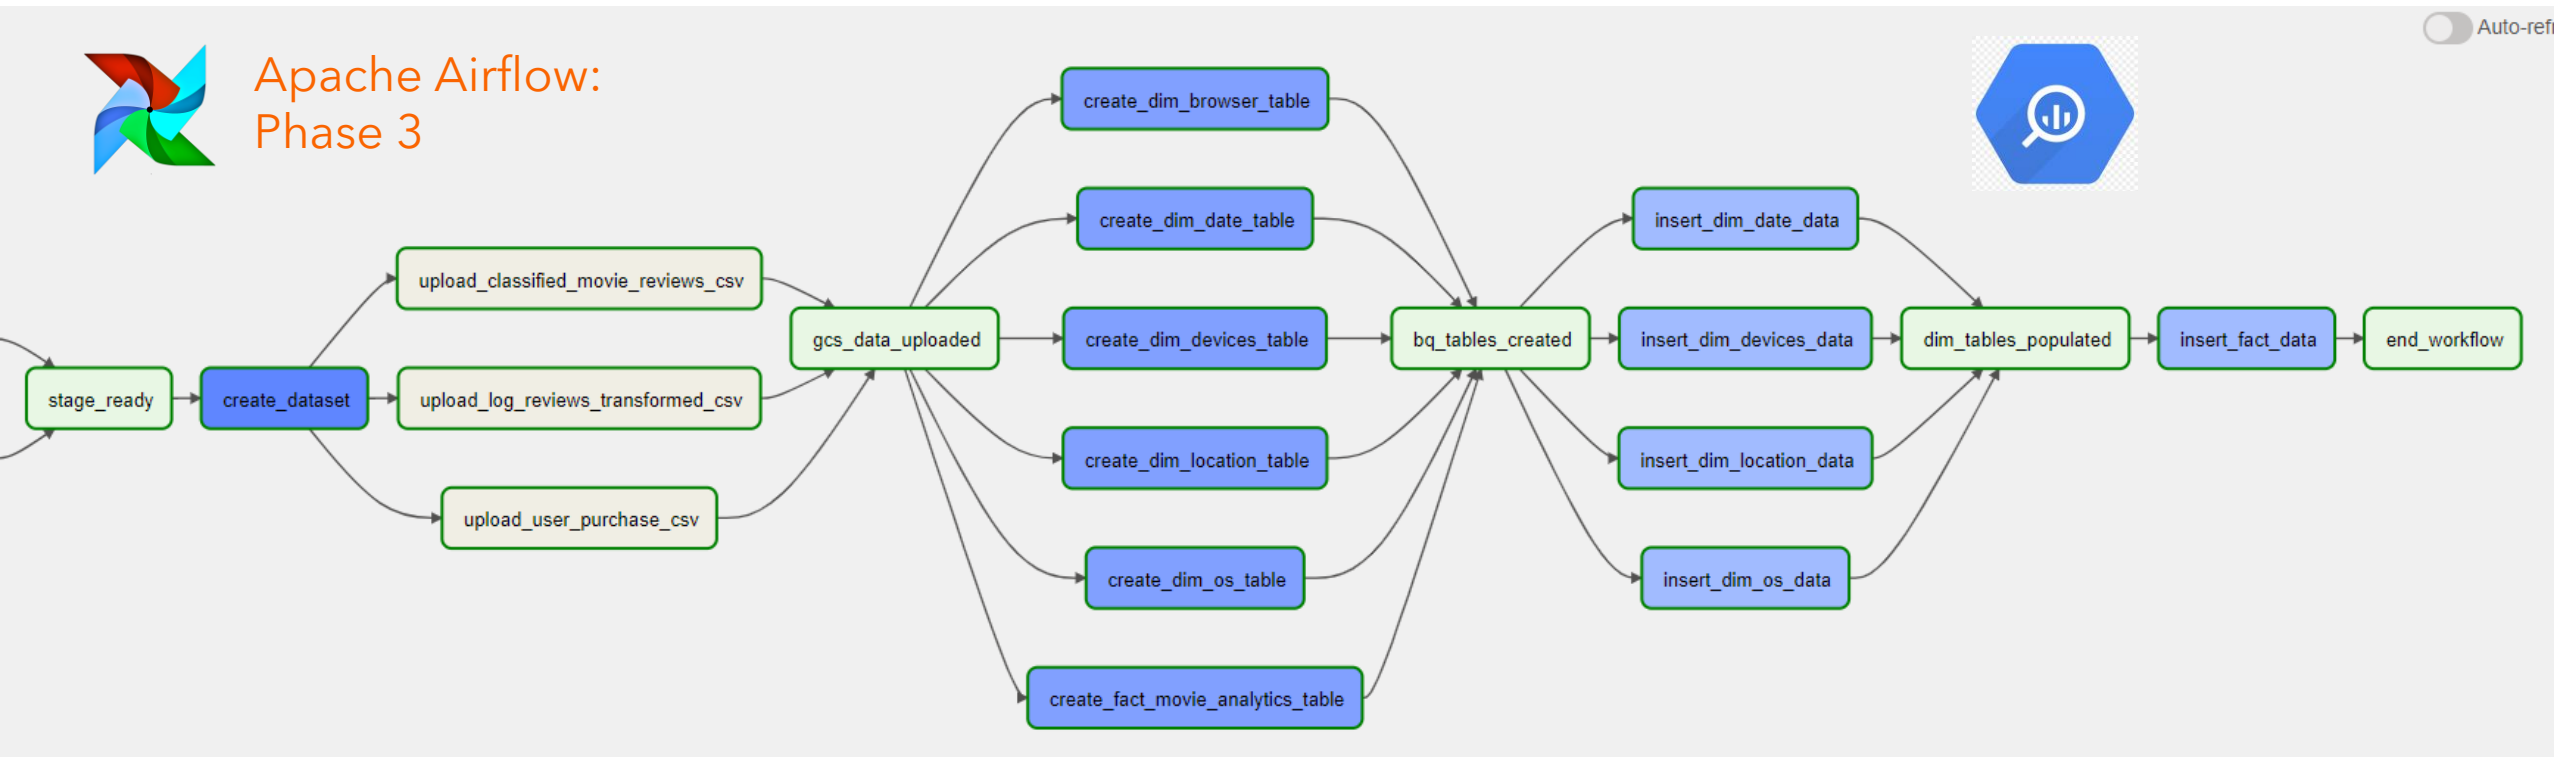 Auto-refr
Apache Airflow:
Phase 3
stage_ready
create_dataset
upload_classified_movie_reviews_csv
upload_log_reviews_transformed_csv
upload_user_purchase_csv
gcs_data_uploaded
create_dim_browser_table
create_dim_date_table
create_dim_devices_table
create_dim_location_table
create_dim_os_table
create_fact_movie_analytics_table
bq_tables_created
insert_dim_date_data
insert_dim_devices_data
insert_dim_location_data
insert_dim_os_data
dim_tables_populated
insert_fact_data
end_workflow